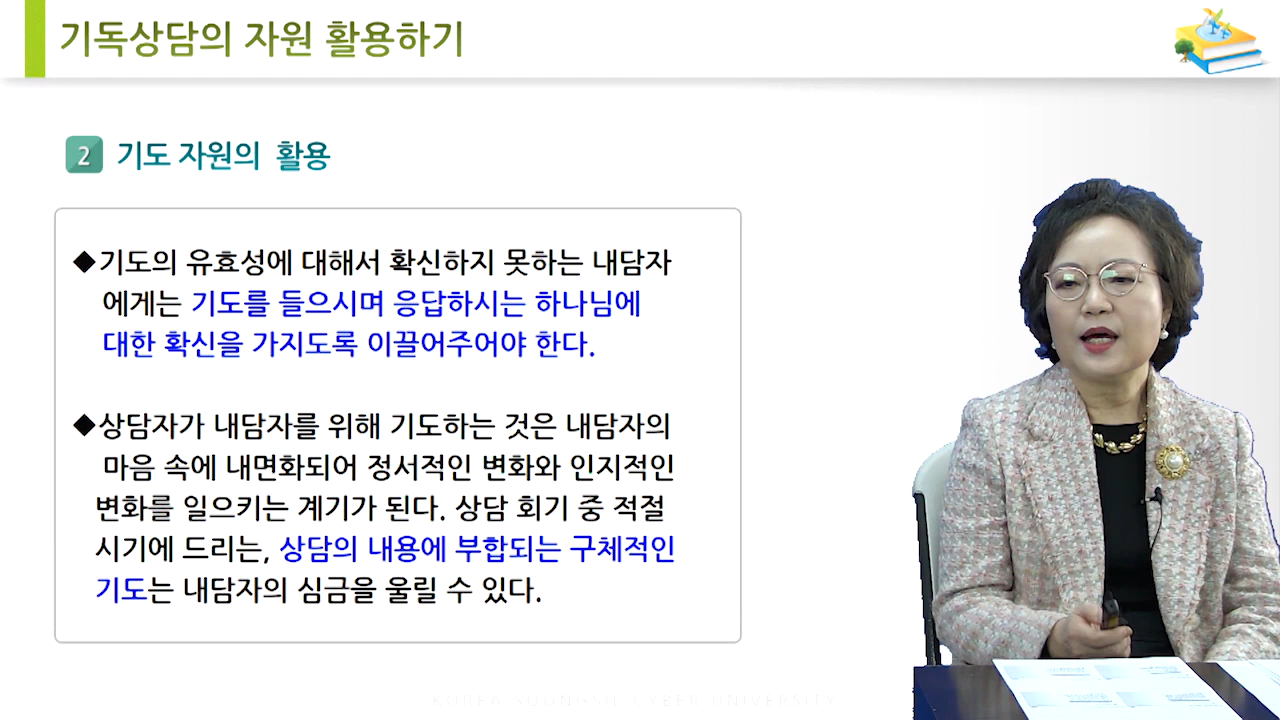 기독상담의 자원 활용하기
2 기도 자원의 활용
◆기도의 유효성에 대해서 확신하지 못하는 내담자
에게는 기도를 들으시며 응답하시는 하나님에
대한 확신을 가지도록 이끌어주어야 한다.
◆상담자가 내담자를 위해 기도하는 것은 내담자의
마음 속에 내면화되어 정서적인 변화와 인지적인
변화를 일으키는 계기가 된다. 상담 회기 중 적절
시기에 드리는, 상담의 내용에 부합되는 구체적인
기도는 내담자의 심금을 울릴 수 있다.
KOREA SOONGSIL CYBER UNIVERSITY